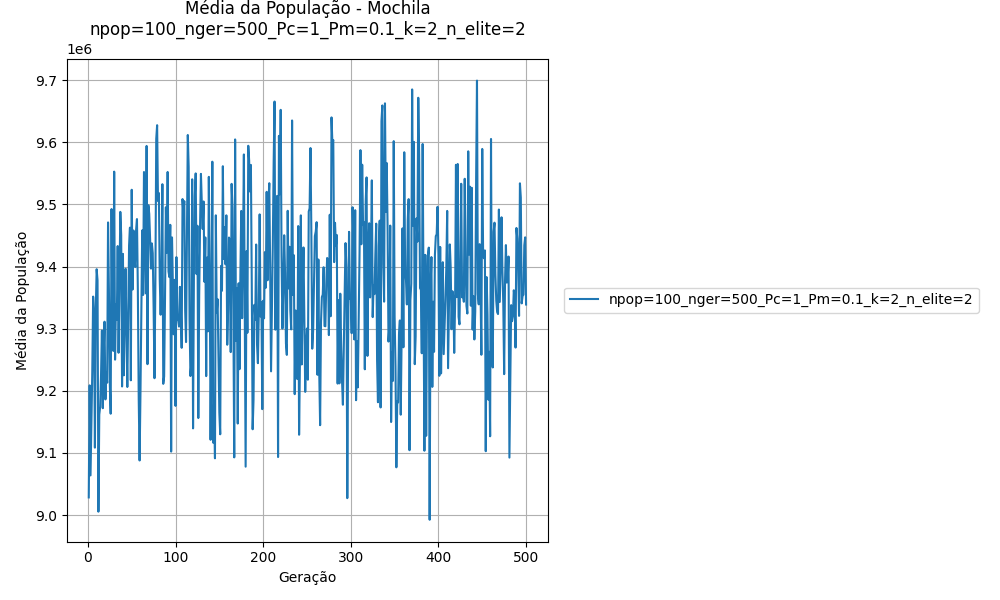 Média da População - Mochila
npop=100_nger=500_Pc=1_Pm=0.1_k=2_n_elite=2
1e6
9.7
9.6
9.5
9.4
9.3
9.2
9.1
9.0
Média da População
0 100 200 300 400 500
Geração
npop=100_nger=500_Pc=1_Pm=0.1_k=2_n_elite=2